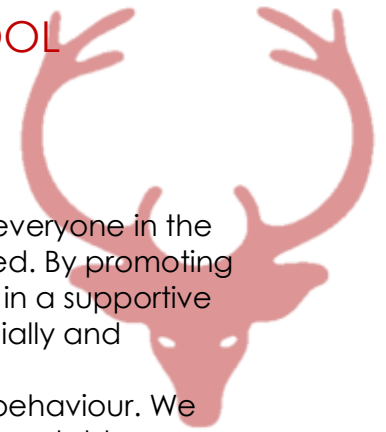 OOL
everyone in the
ed. By promoting
in a supportive
ially and
behaviour. We